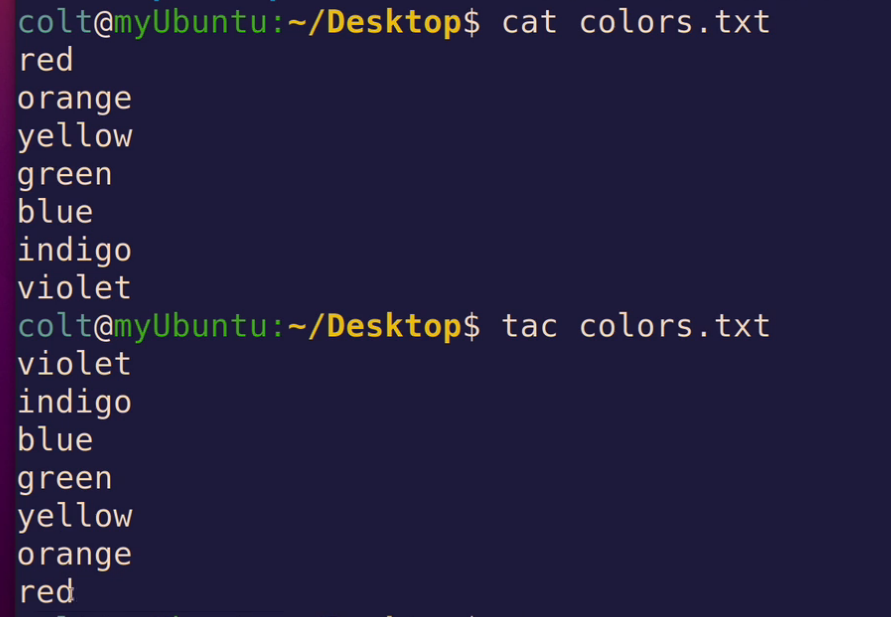 colt@myUbuntu:~/Desktop$ cat colors.txt
red
orange
yellow
green
blue
indigo
violet
colt@myUbuntu:~/Desktop$ tac colors.txt
violet
indigo
blue
green
yellow
orange
red